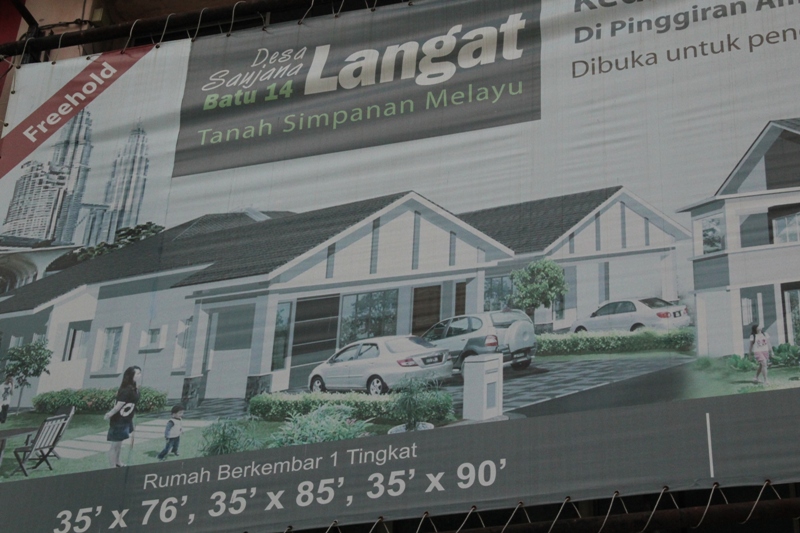 Freehold
Desa
Saujana
Batu 14
Langat
Tanah Simpanan Melayu
Di Pinggiran
Dibuka untuk
Rumah Berkembar 1 Tingkat
35' x 76', 35' x 85', 35' x 90'